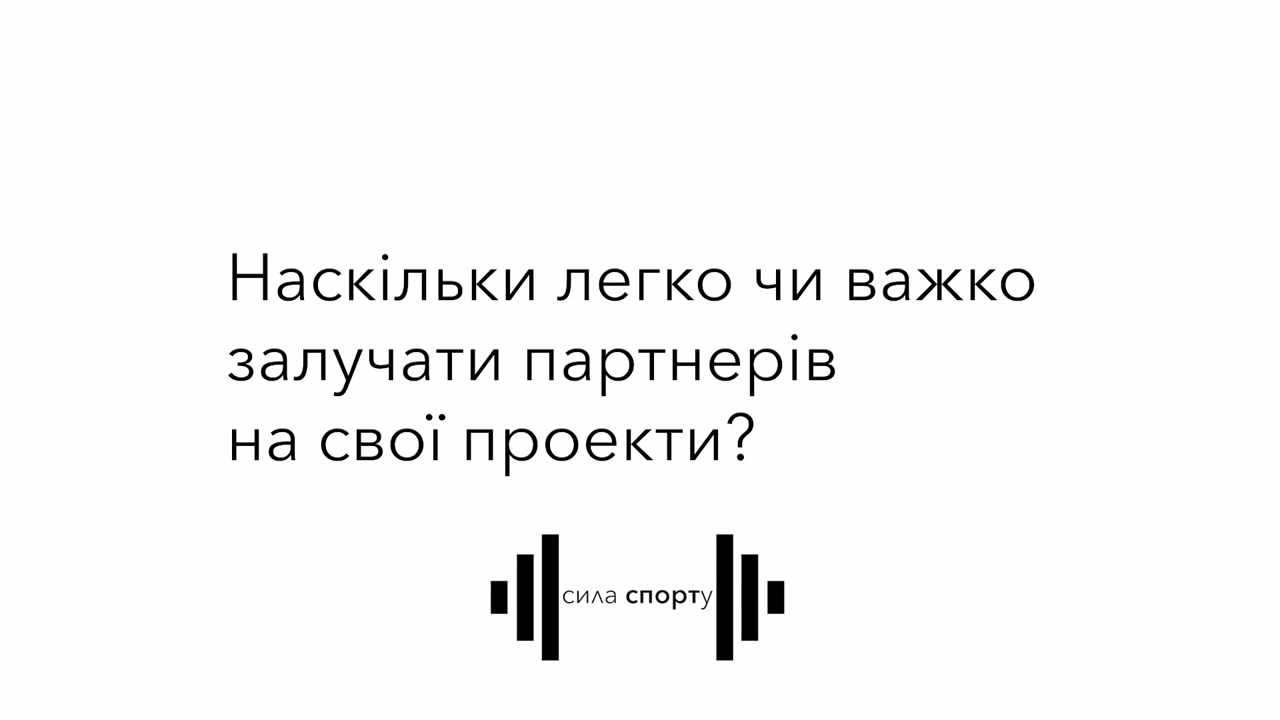 Наскільки легко чи важко
залучати партнерів
на свої проекти?
сила спорту